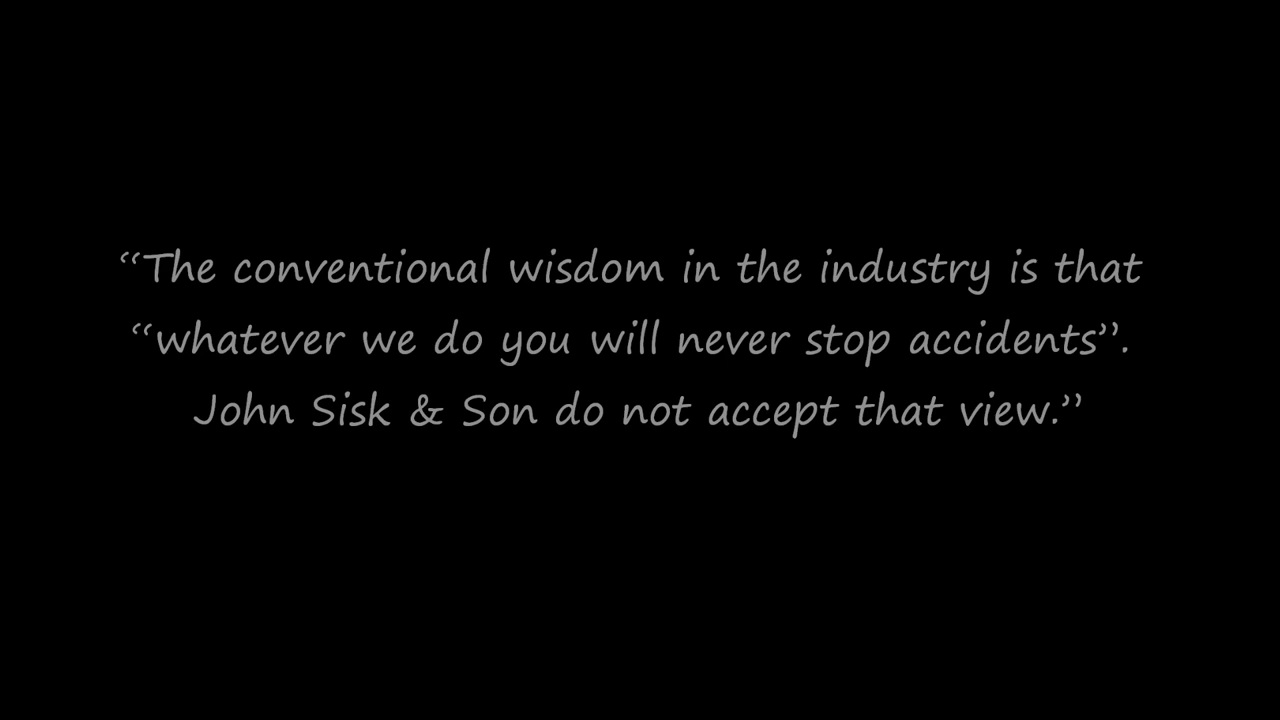 “The conventional wisdom in the industry is that
“whatever we do you will never stop accidents”.
John Sisk & Son do not accept that view.”